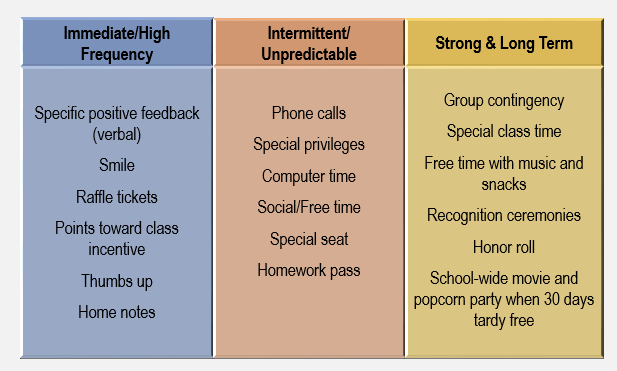 Immediate/High
Frequency
Specific positive feedback
(verbal)
Smile
Raffle tickets
Points toward class
incentive
Thumbs up
Home notes
Intermittent/
Unpredictable
Phone calls
Special privileges
Computer time
Social/Free time
Special seat
Homework pass
Strong & Long Term
Group contingency
Special class time
Free time with music and
snacks
Recognition ceremonies
Honor roll
School-wide movie and
popcorn party when 30 days
tardy free